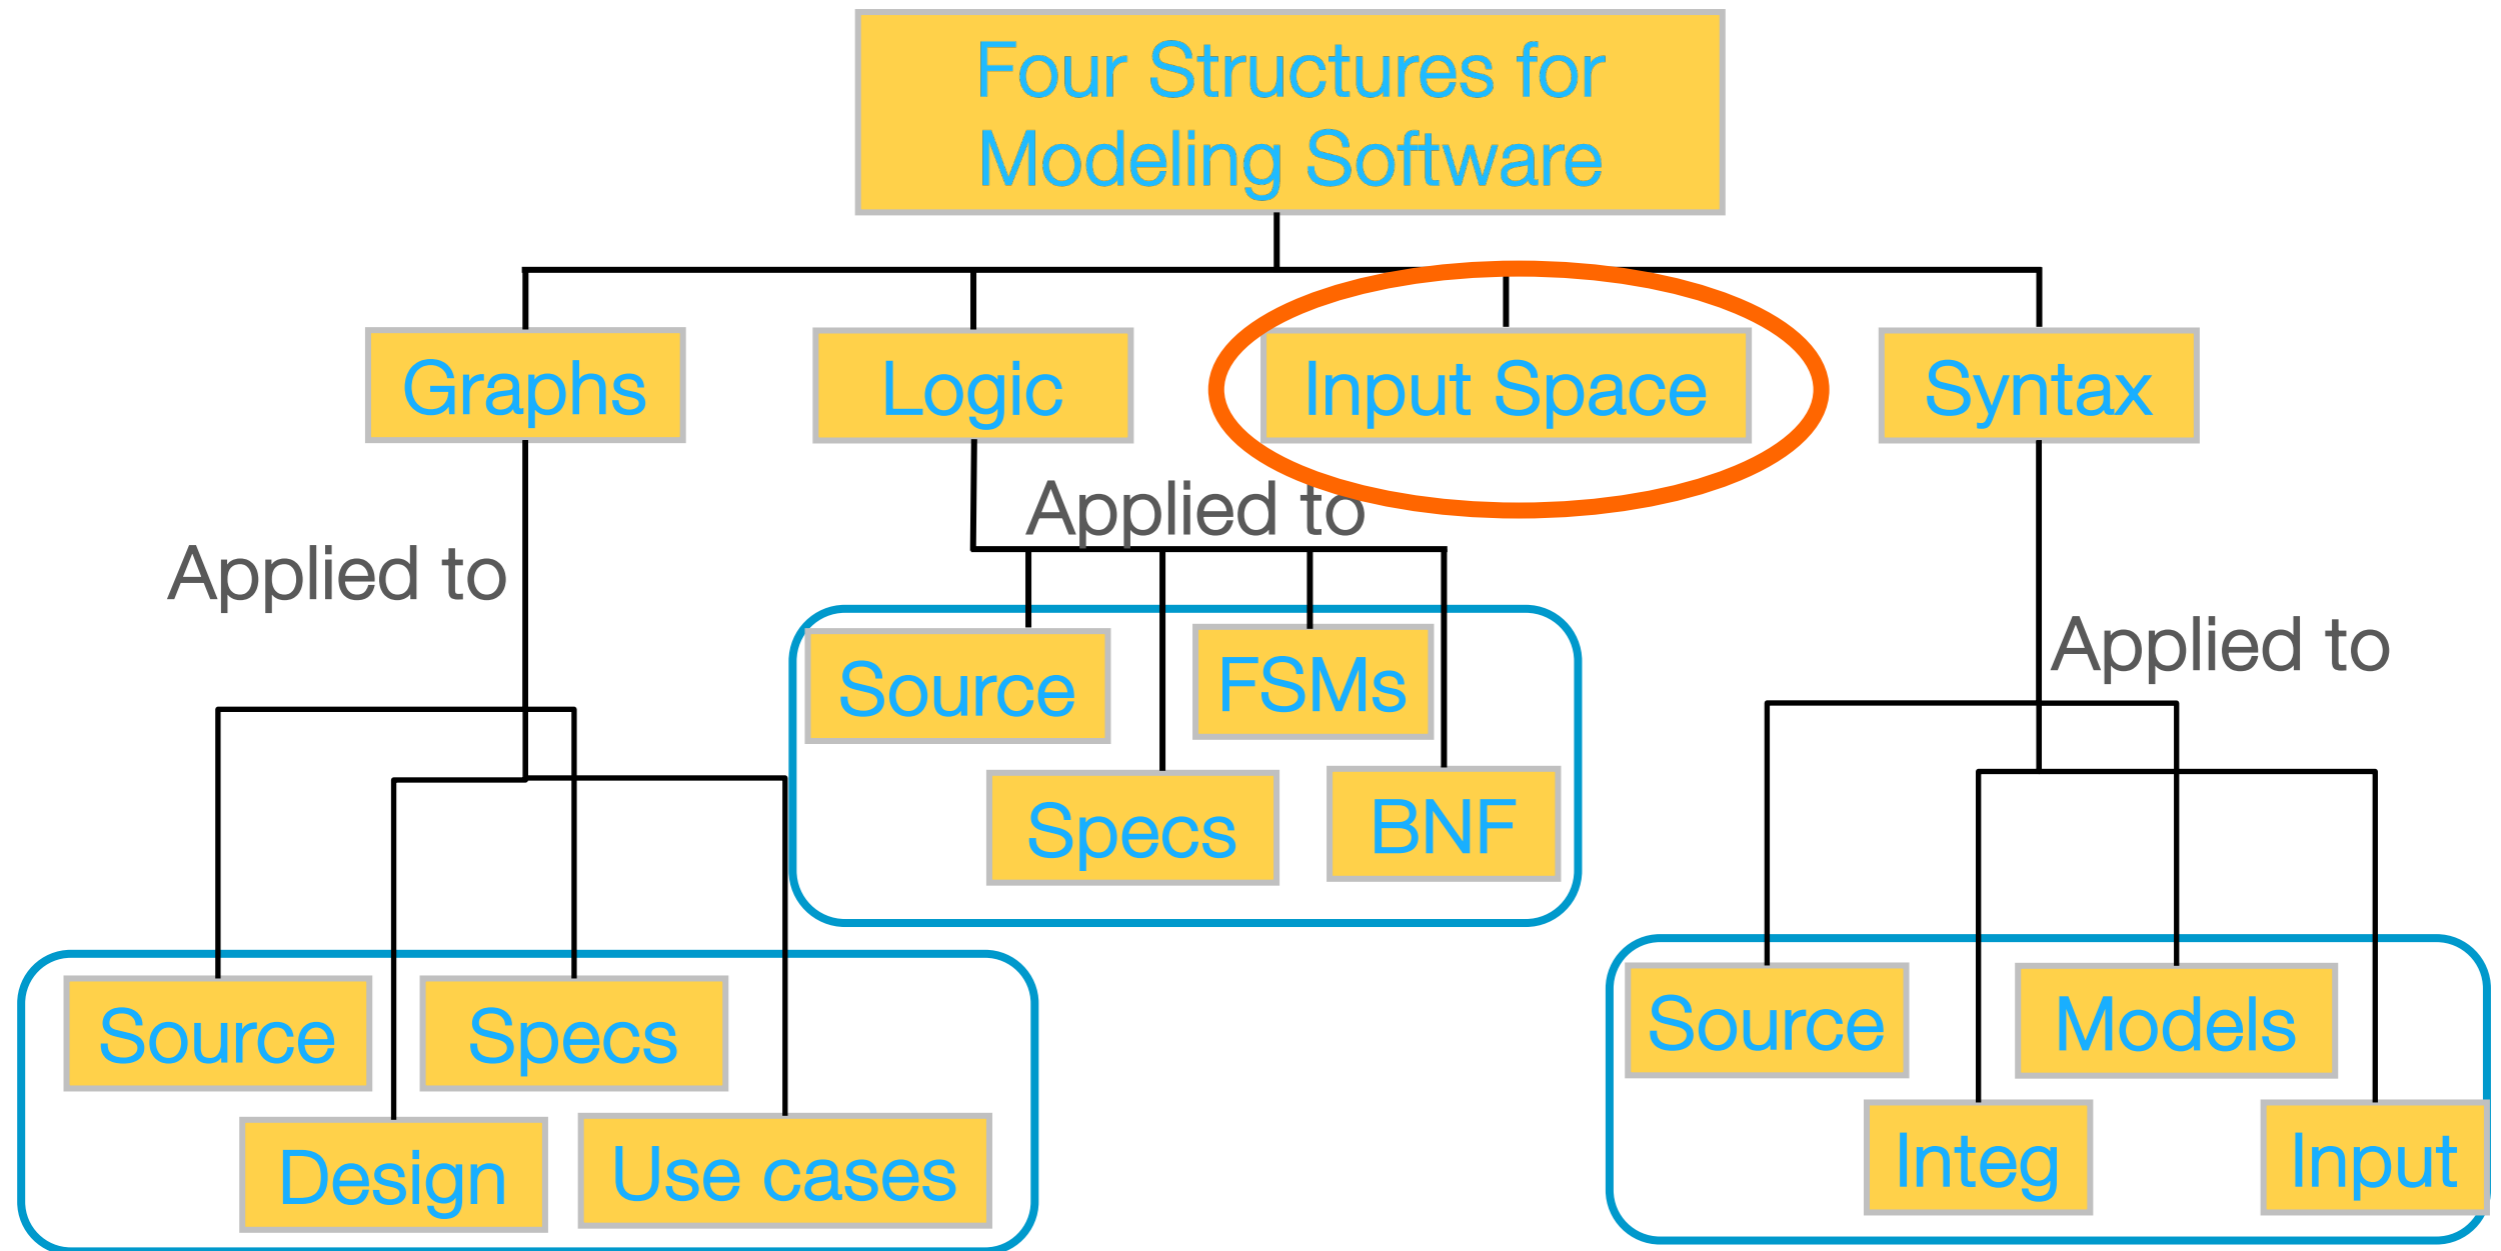 Four Structures for
Modeling Software
Graphs
Logic
Input Space
Syntax
Applied to
Applied to
Applied to
Source
FSMs
Specs
BNF
Source
Specs
Design
Use cases
Source
Models
Integ
Input